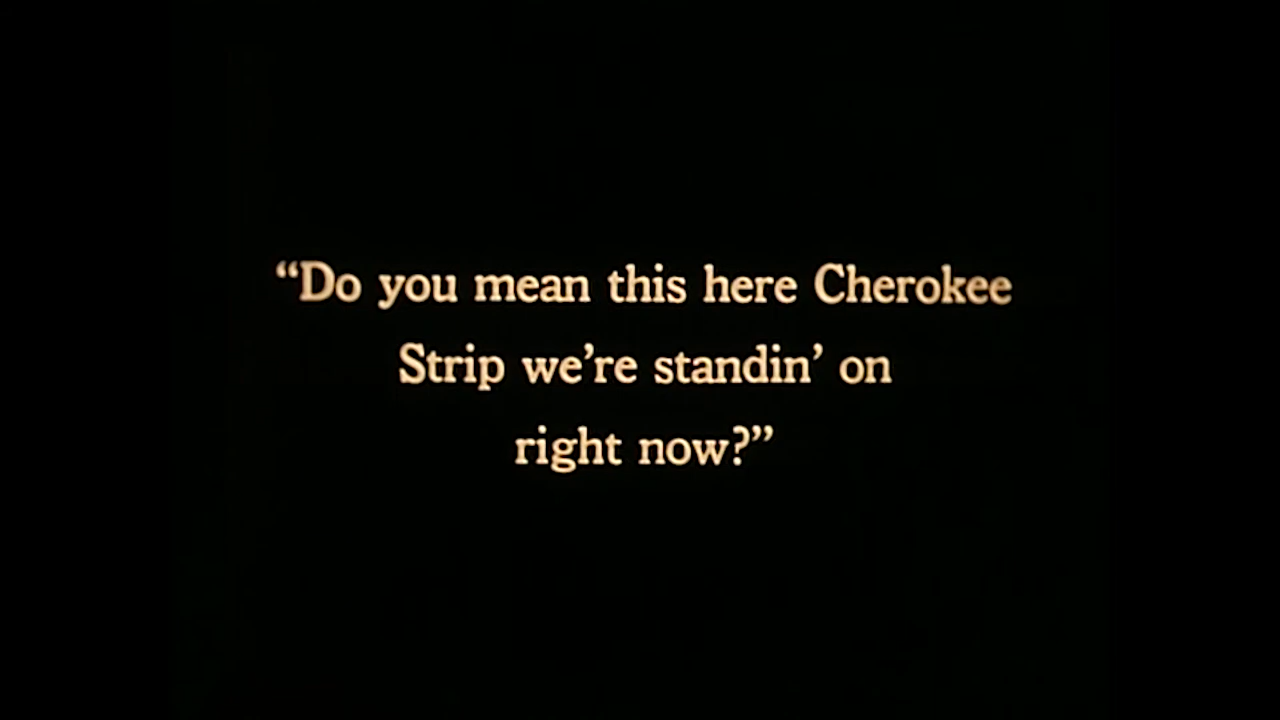 “Do you mean this here Cherokee
Strip we’re standin’ on
right now?”